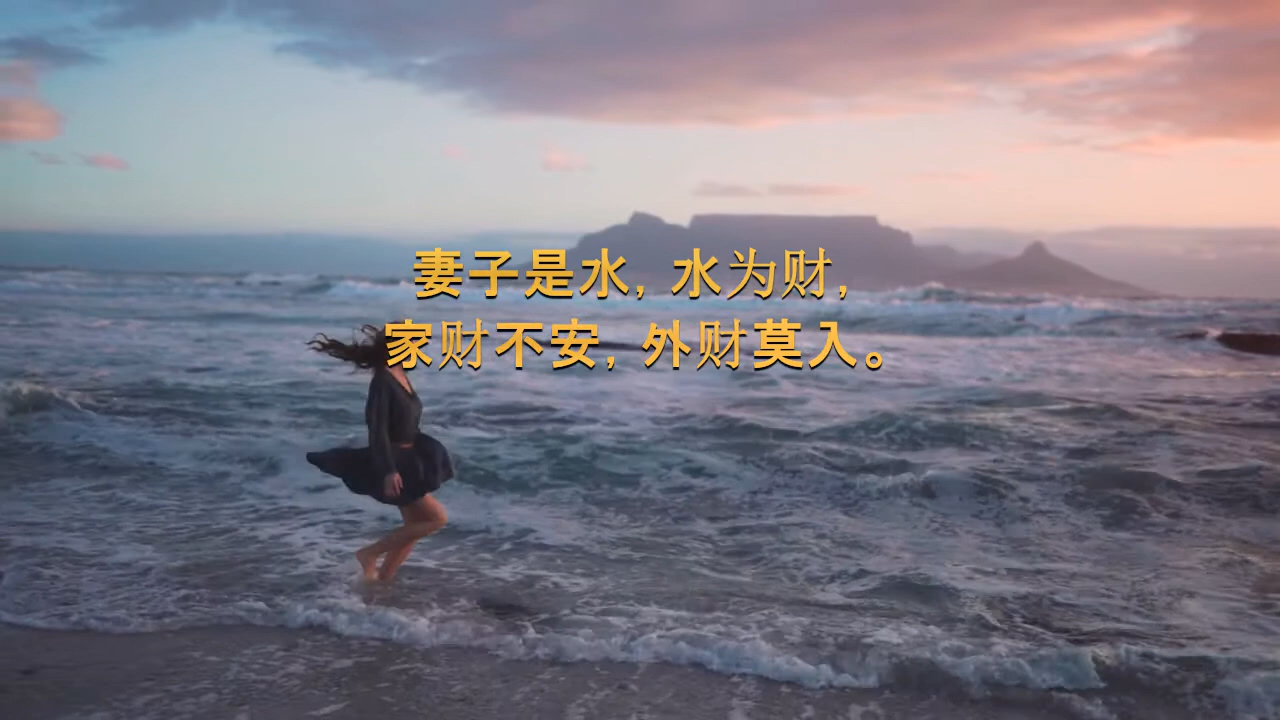 妻子是水, 水为财,
家财不安, 外财莫入。